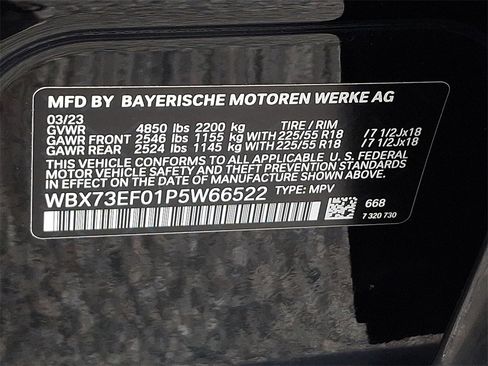 MFD BY BAYERISCHE MOTOREN WERKE AG
03/23
GVWR 4850 lbs 2200 kg TIRE / RIM
GAWR FRONT 2546 lbs 1155 kg WITH 225/55 R18 / 7 1/2Jx18
GAWR REAR 2524 lbs 1145 kg WITH 225/55 R18 / 7 1/2Jx18
THIS VEHICLE CONFORMS TO ALL APPLICABLE
U.S. FEDERAL MOTOR VEHICLE SAFETY, BUMPER, AND THEFT
PREVENTION STANDARDS IN EFFECT ON THE DATE OF
MANUFACTURE SHOWN ABOVE.
WBX73EF01P5W66522 TYPE: MPV
668
7 320 730